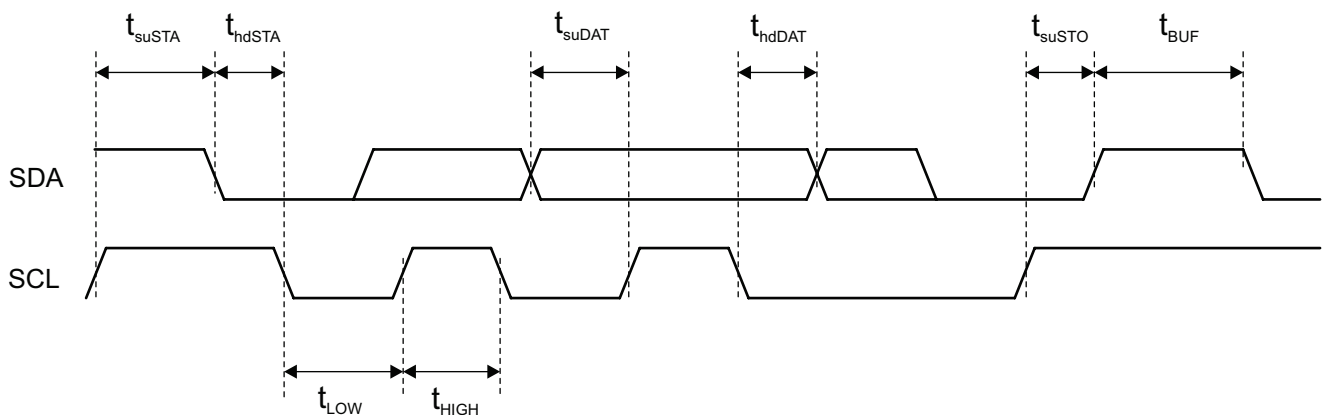 tsuSTA thdSTA tsuDAT thdDAT tsuSTO tBUF
SDA
SCL
tLOW tHIGH